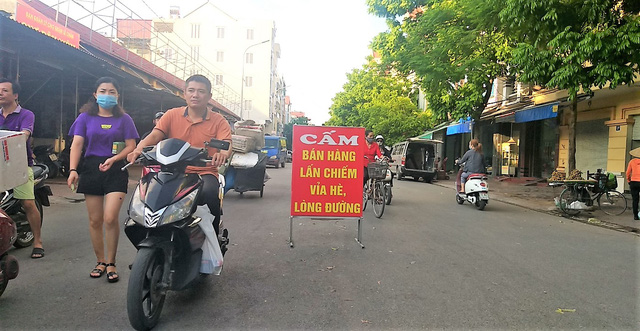 CẤM
BÁN HÀNG
LẤN CHIẾM
VỈA HÈ,
LÒNG ĐƯỜNG